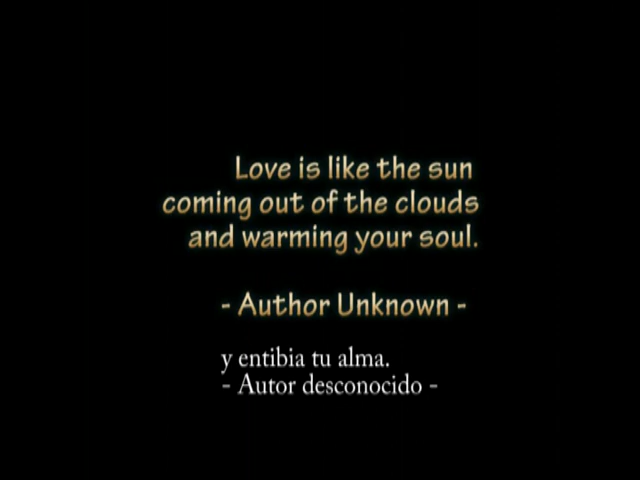 Love is like the sun
coming out of the clouds
and warming your soul.
- Author Unknown -
y entibia tu alma.
- Autor desconocido -